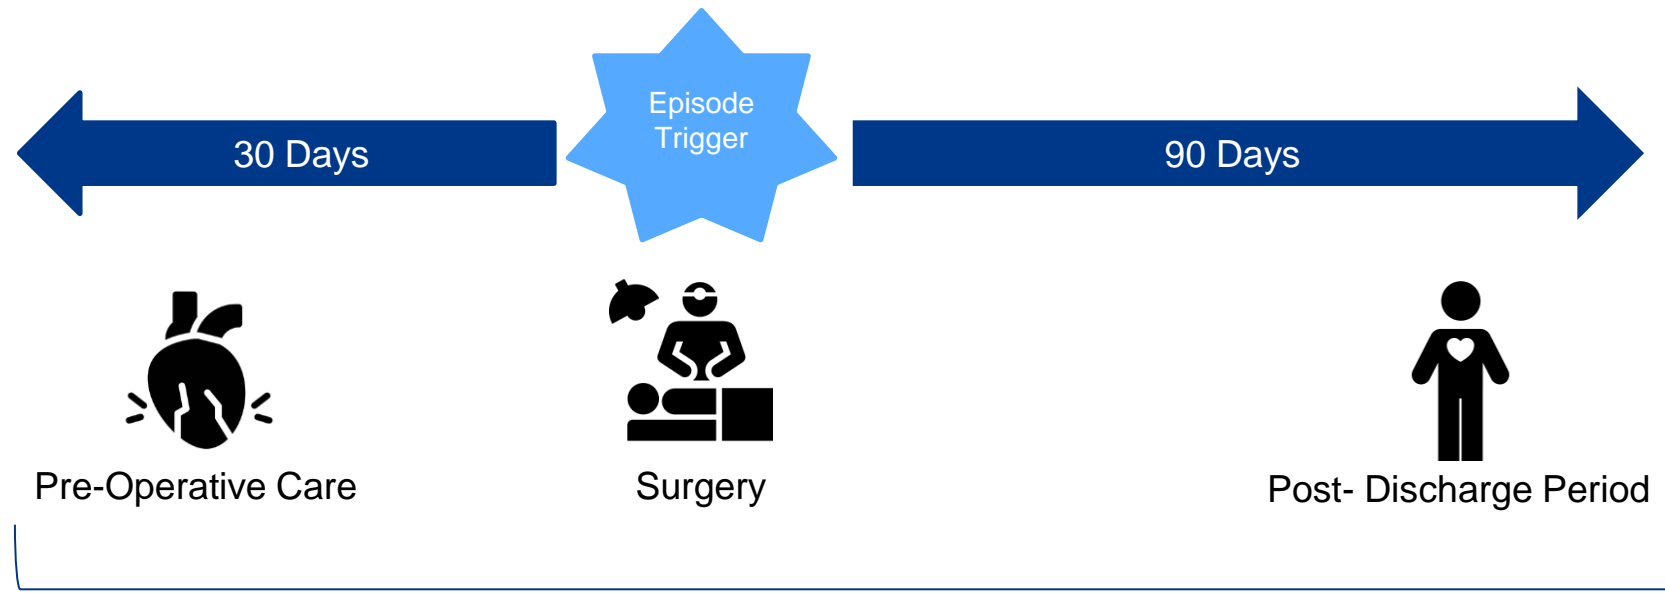 Episode
Trigger
30 Days
90 Days
Pre-Operative Care
Surgery
Post- Discharge Period